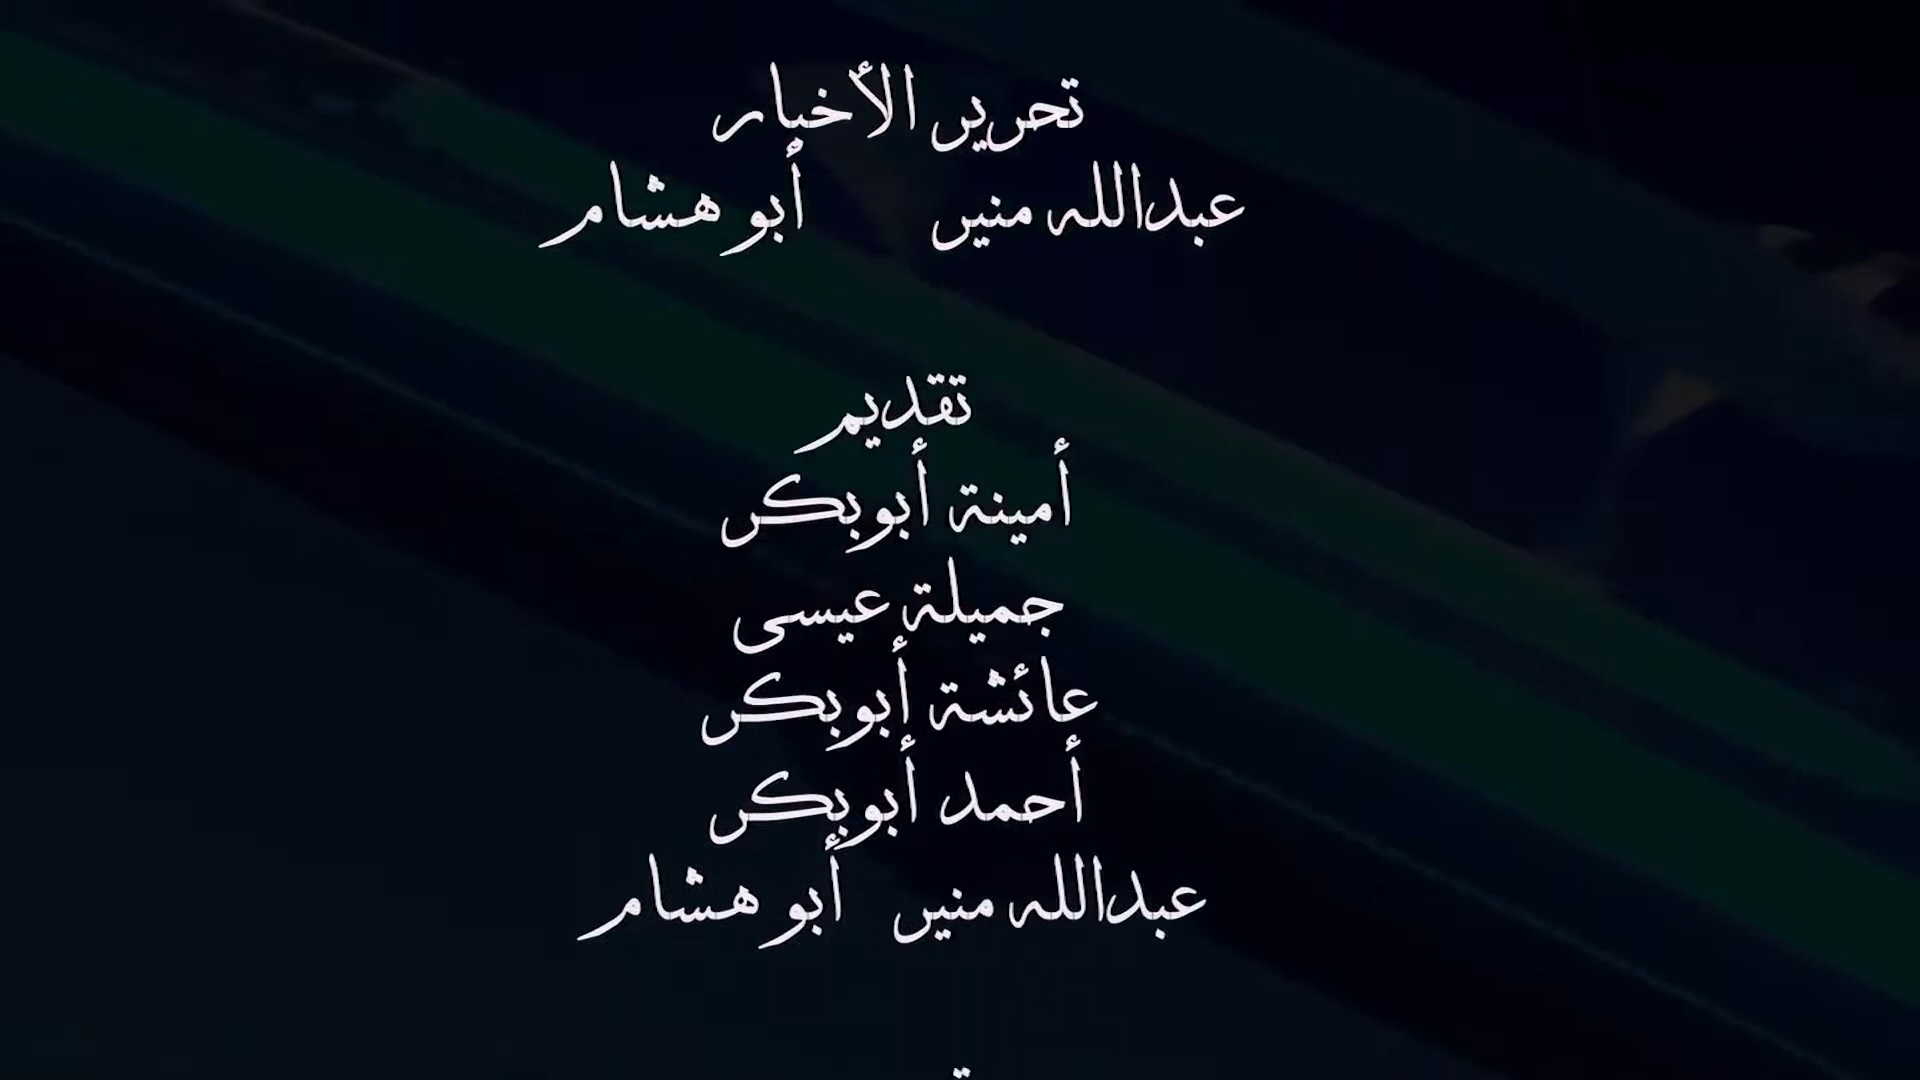 تحرير الأخبار
عبدالله منير أبو هشام
تقديم
أمينة أبوبكر
جميلة عيسى
عائشة أبوبكر
أحمد أبوبكر
عبدالله منير أبو هشام